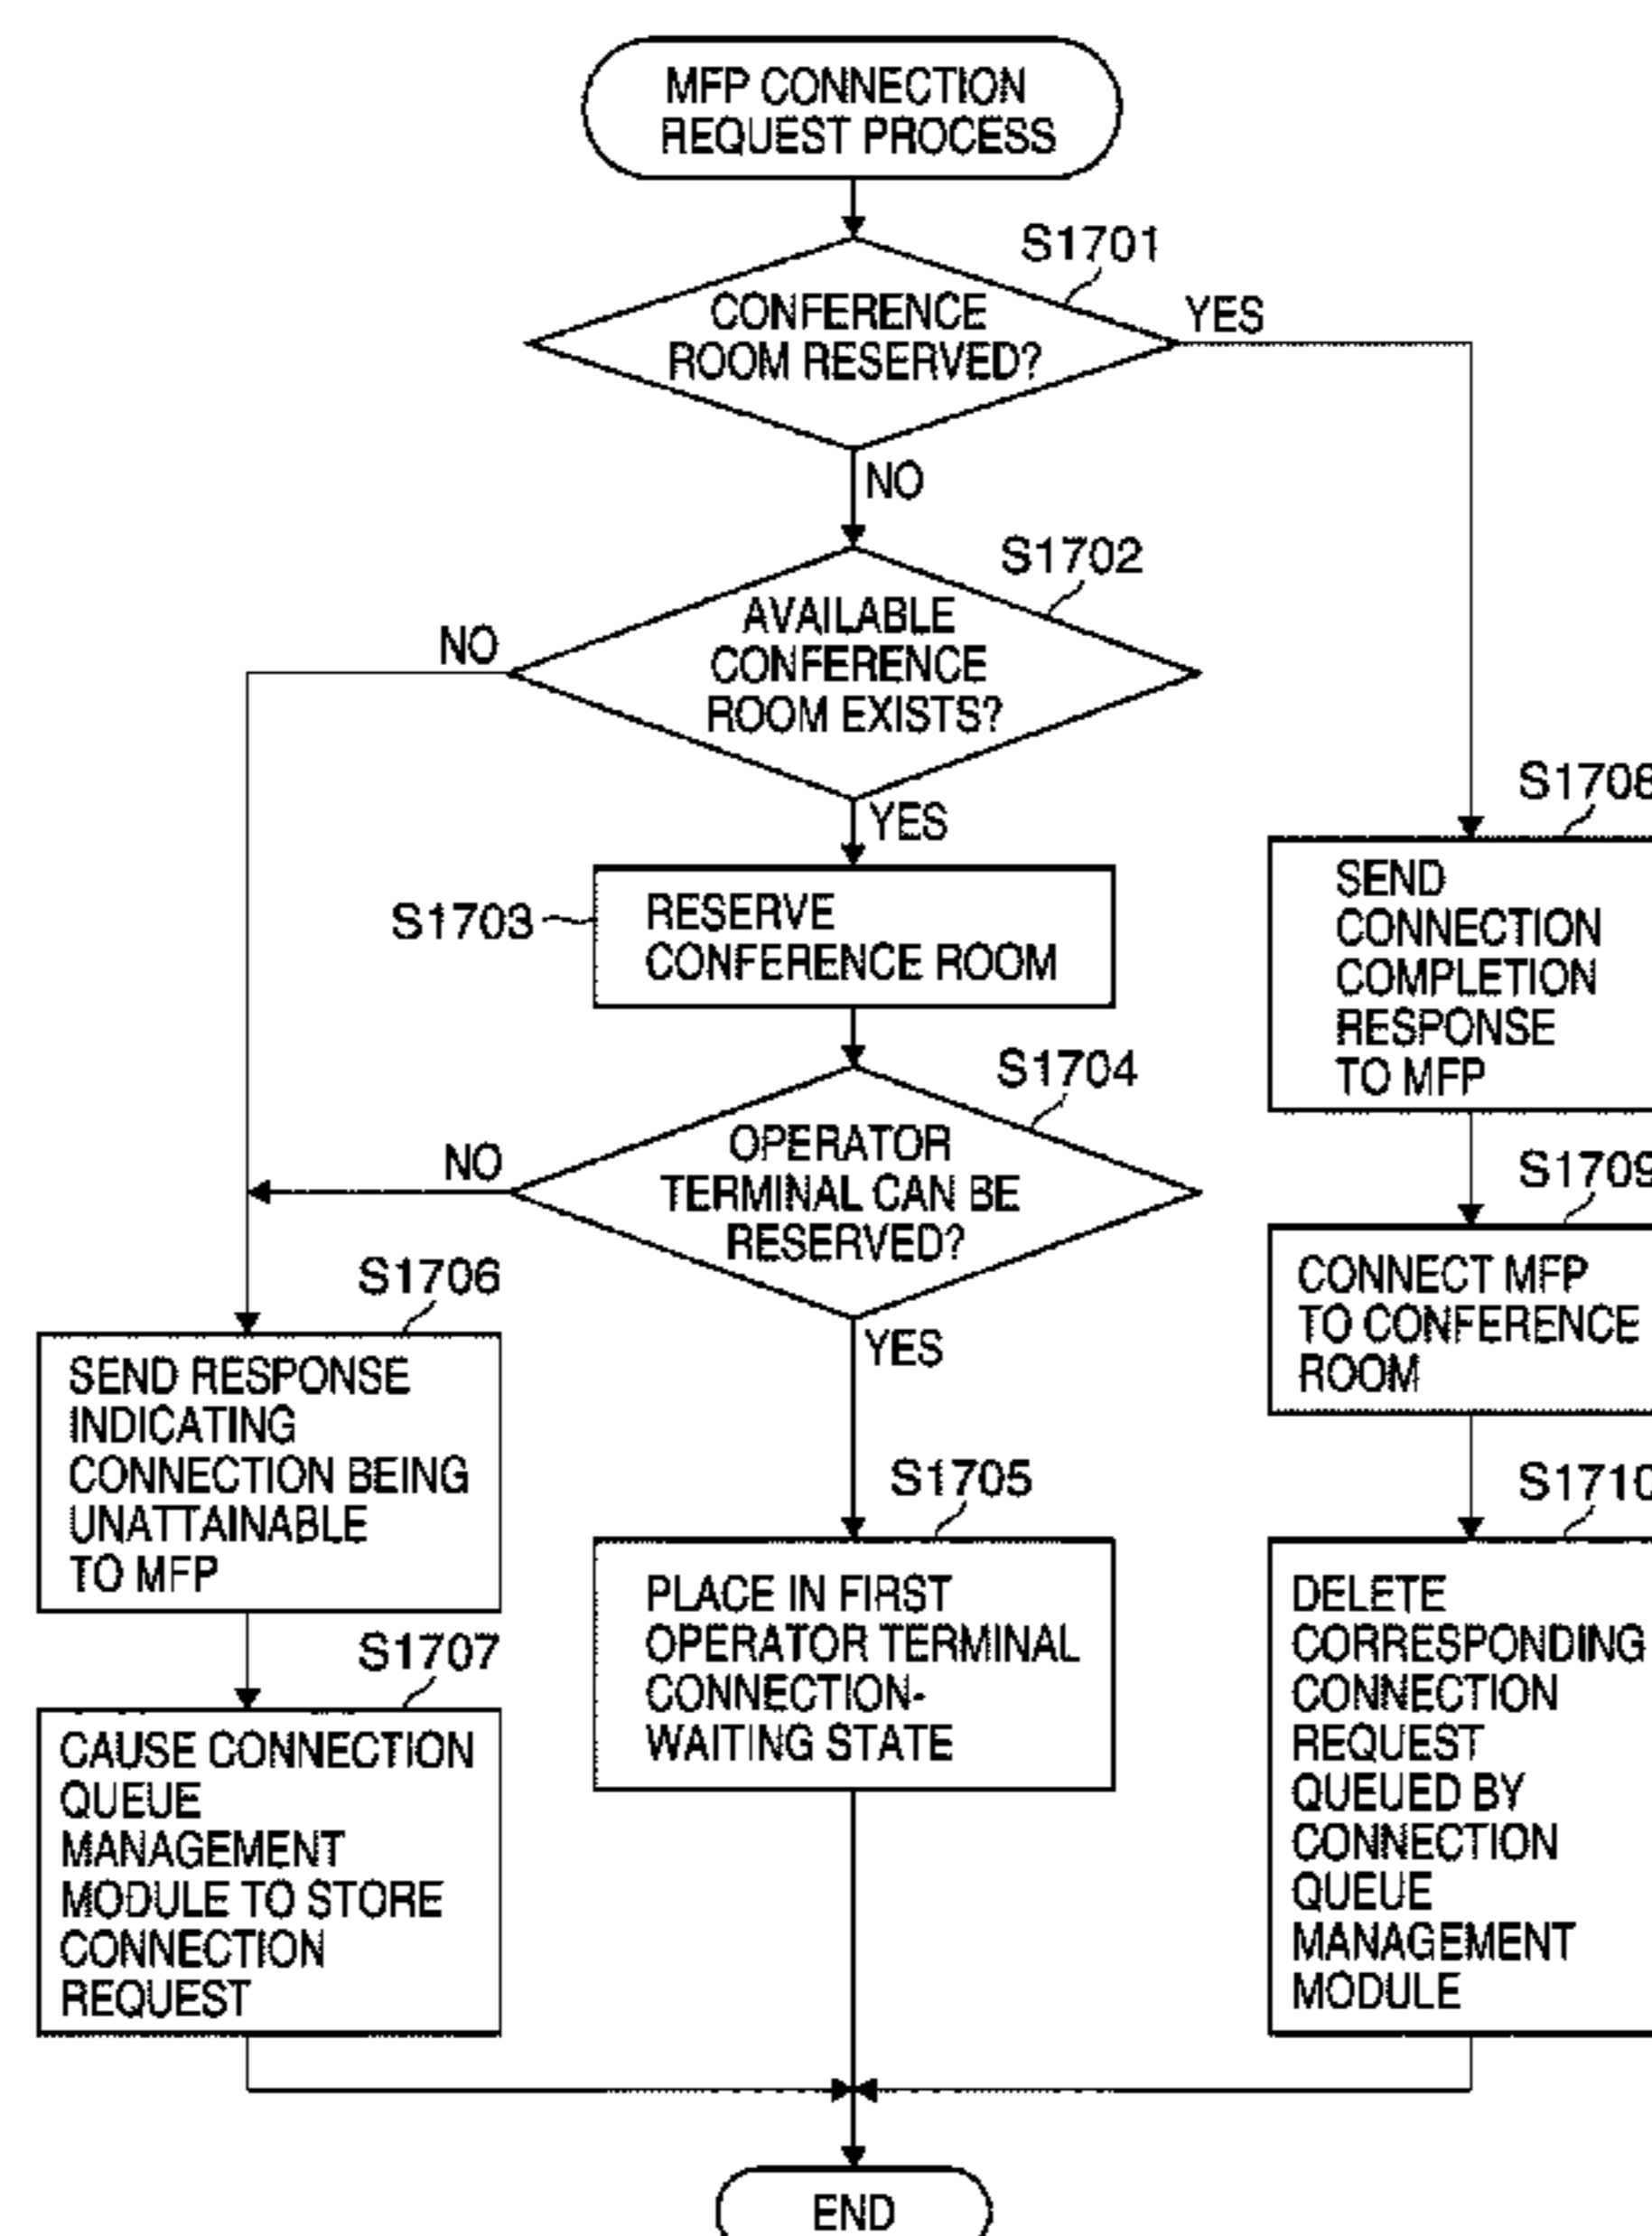 MFP CONNECTION
REQUEST PROCESS
S1701
CONFERENCE
ROOM RESERVED?
YES
NO
S1702
AVAILABLE
CONFERENCE
ROOM EXISTS?
NO
YES
S1703
RESERVE
CONFERENCE ROOM
S1704
OPERATOR
TERMINAL CAN BE
RESERVED?
NO
YES
S1705
PLACE IN FIRST
OPERATOR TERMINAL
CONNECTION-
WAITING STATE
S1706
SEND RESPONSE
INDICATING
CONNECTION BEING
UNATTAINABLE
TO MFP
S1707
CAUSE CONNECTION
QUEUE
MANAGEMENT
MODULE TO STORE
CONNECTION
REQUEST
S1708
SEND
CONNECTION
COMPLETION
RESPONSE
TO MFP
S1709
CONNECT MFP
TO CONFERENCE
ROOM
S1710
DELETE
CORRESPONDING
CONNECTION
REQUEST
QUEUED BY
CONNECTION
QUEUE
MANAGEMENT
MODULE
END